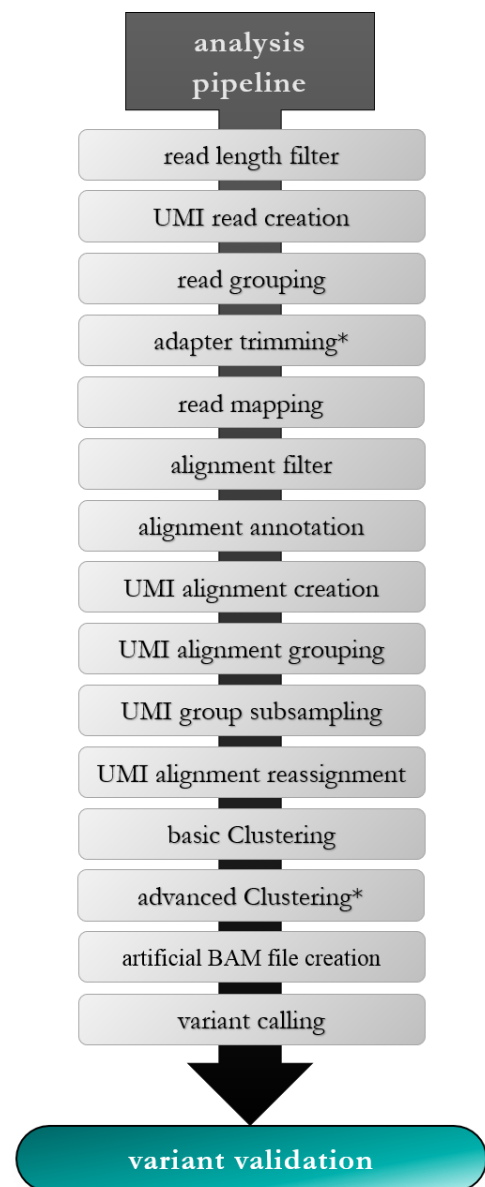 analysis
pipeline
read length filter
UMI read creation
read grouping
adapter trimming*
read mapping
alignment filter
alignment annotation
UMI alignment creation
UMI alignment grouping
UMI group subsampling
UMI alignment reassignment
basic Clustering
advanced Clustering*
artificial BAM file creation
variant calling
variant validation